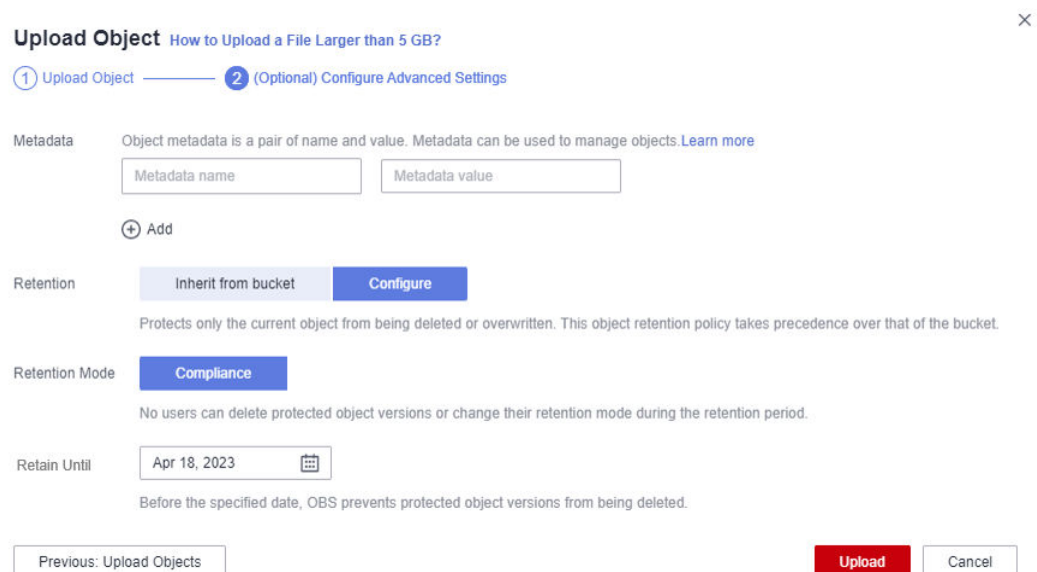 Upload Object How to Upload a File Larger than 5 GB?
1 Upload Object 2 (Optional) Configure Advanced Settings
Metadata Object metadata is a pair of name and value. Metadata can be used to manage objects.Learn more
Metadata name Metadata value
Add
Retention Inherit from bucket Configure
Protects only the current object from being deleted or overwritten. This object retention policy takes precedence over that of the bucket.
Retention Mode Compliance
No users can delete protected object versions or change their retention mode during the retention period.
Retain Until Apr 18, 2023
Before the specified date, OBS prevents protected object versions from being deleted.
Previous: Upload Objects Upload Cancel